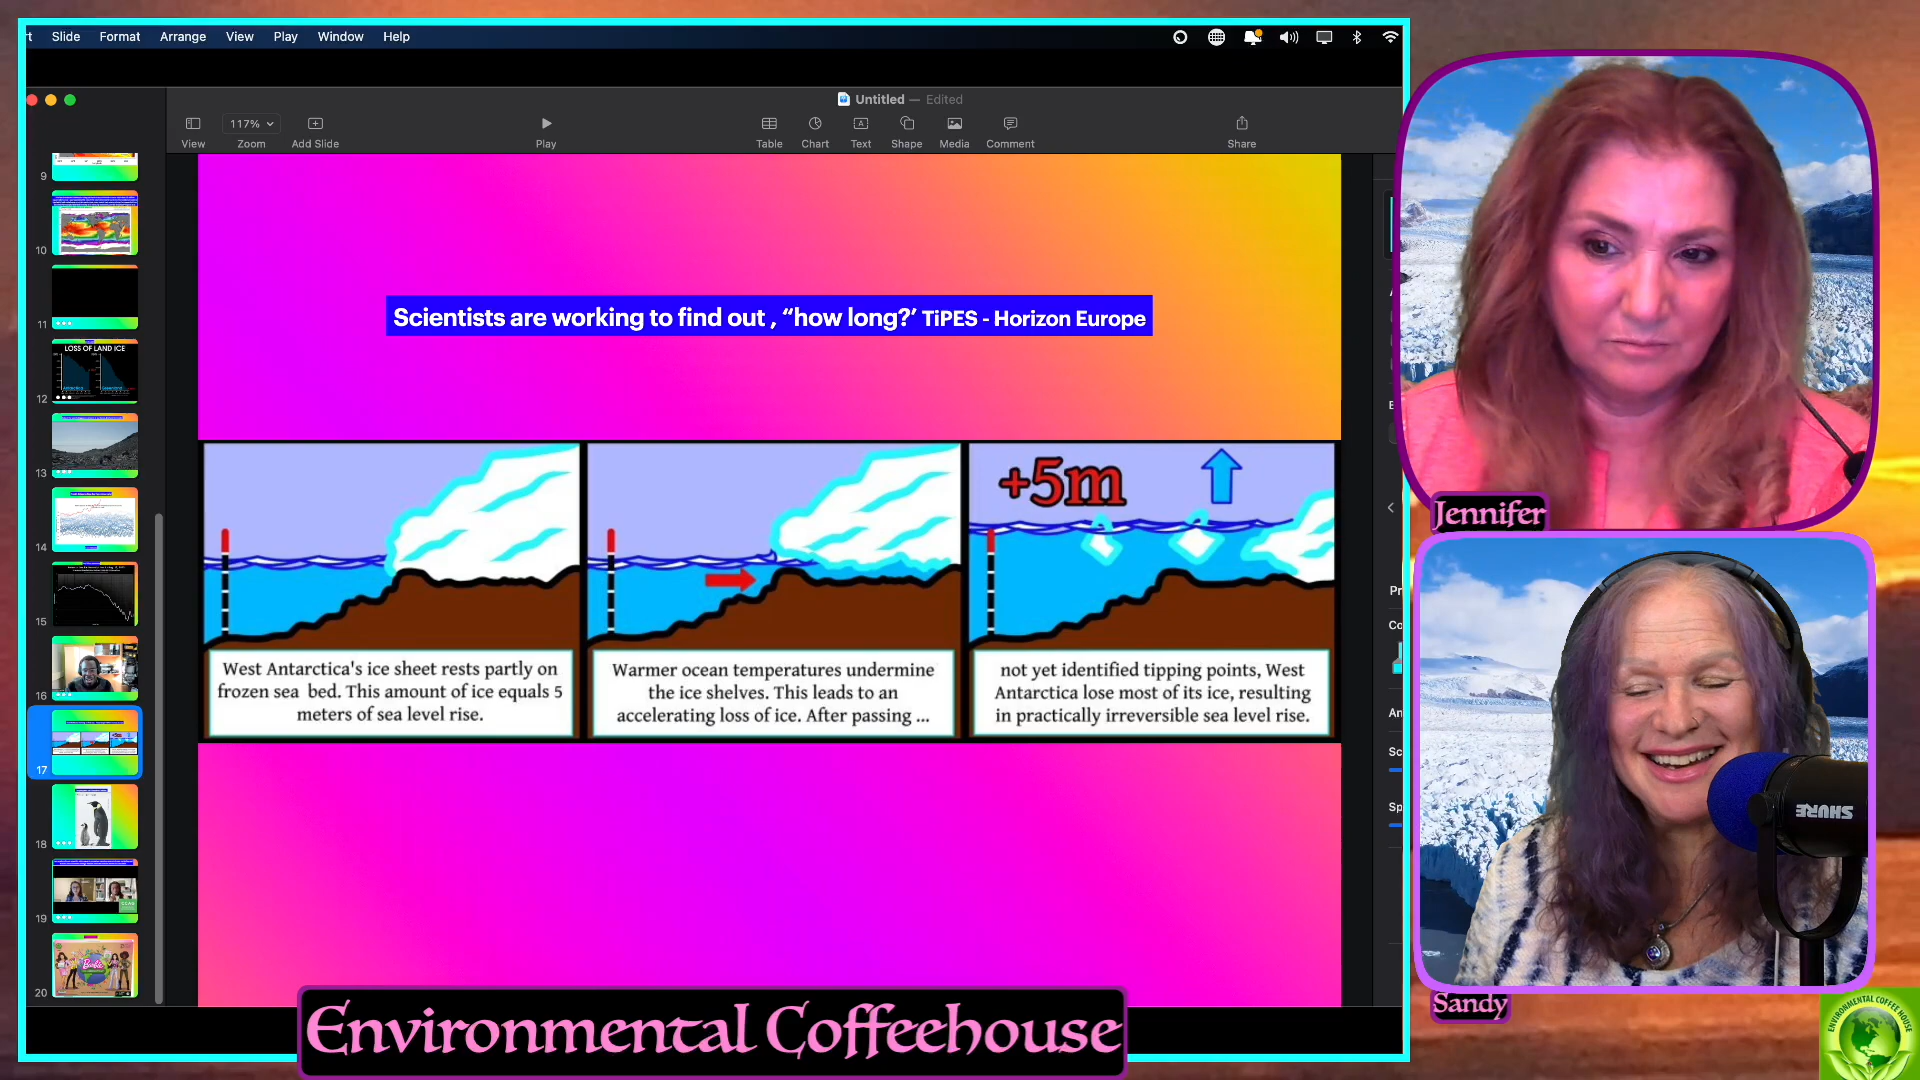 Slide Format Arrange View Play Window Help
Untitled — Edited
117%
View Zoom Add Slide Play Table Chart Text Shape Media Comment Share
9
10
11
LOSS OF LAND ICE
12
13
14
15
16
17
18
19
Barbie
20
Scientists are working to find out , “how long?’ TiPES - Horizon Europe
West Antarctica's ice sheet rests partly on
frozen sea bed. This amount of ice equals 5
meters of sea level rise.
Warmer ocean temperatures undermine
the ice shelves. This leads to an
accelerating loss of ice. After passing ...
+5m
not yet identified tipping points, West
Antarctica lose most of its ice, resulting
in practically irreversible sea level rise.
Jennifer
SHURE
Sandy
Environmental Coffeehouse
ENVIRONMENTAL COFFEE HOUSE